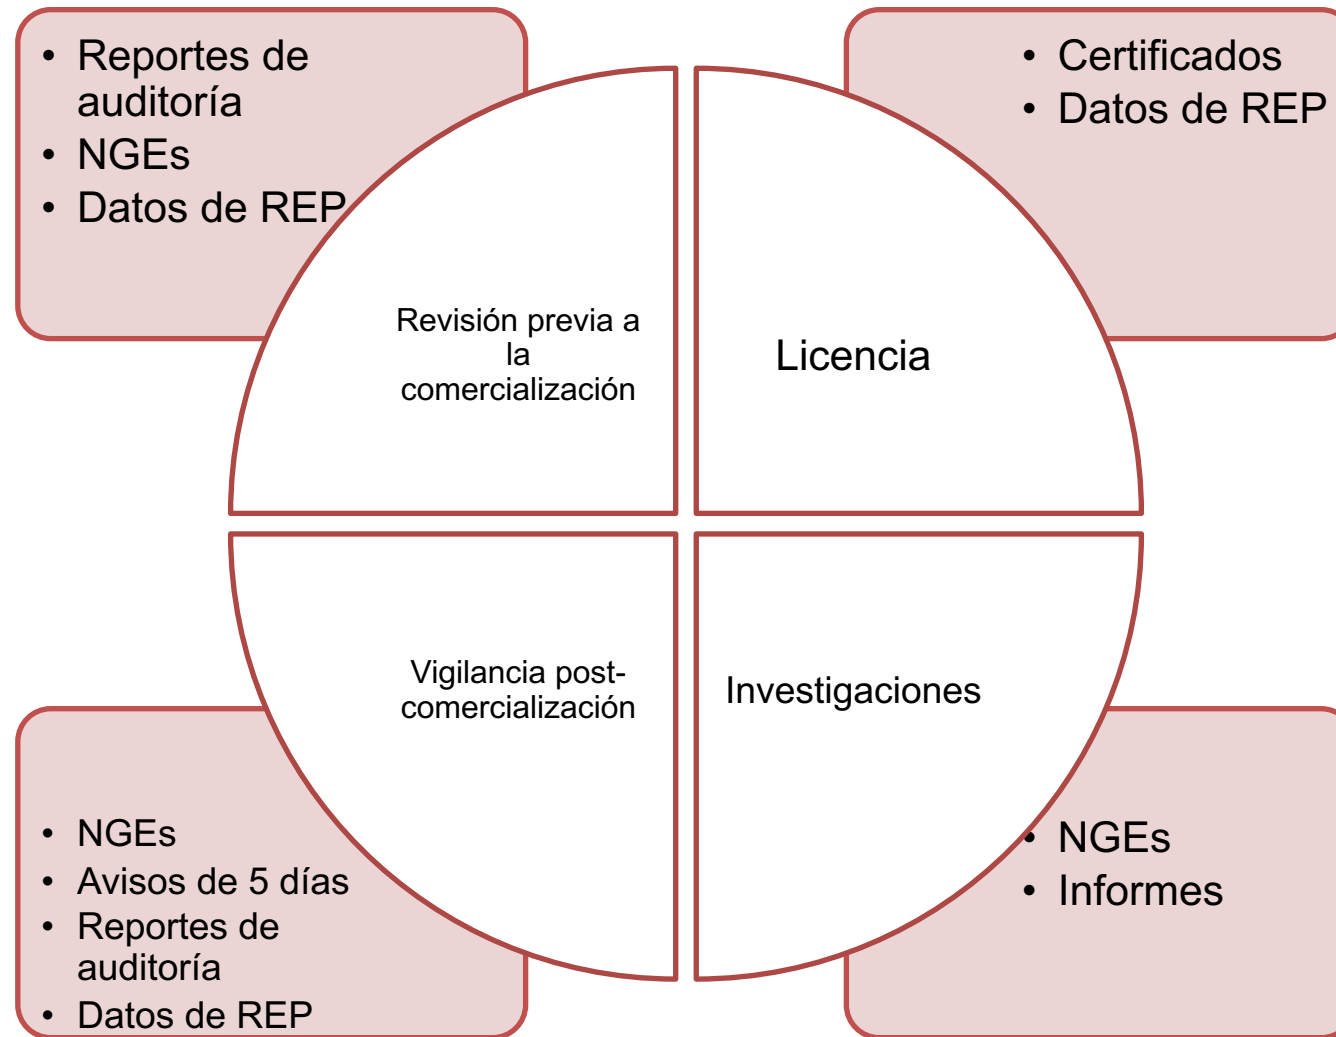 • Reportes de
auditoría
• NGEs
• Datos de REP
• Certificados
• Datos de REP
Revisión previa a
la
comercialización
Licencia
Vigilancia post-
comercialización
Investigaciones
• NGEs
• Avisos de 5 días
• Reportes de
auditoría
• Datos de REP
• NGEs
• Informes